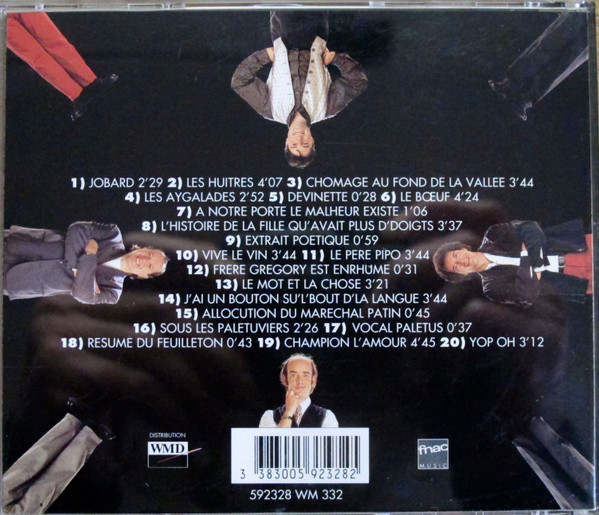 1) JOBARD 2'29 2) LES HUITRES 4'07 3) CHOMAGE AU FOND DE LA VALLEE 3'44
4) LES AYGALADES 2'52 5) DEVINETTE 0'28 6) LE BŒUF 4'24
7) A NOTRE PORTE LE MALHEUR EXISTE 1'06
8) L'HISTOIRE DE LA FILLE QU'AVAIT PLUS D'DOIGTS 3'37
9) EXTRAIT POETIQUE 0'59
10) VIVE LE VIN 3'44 11) LE PERE PIPO 3'44
12) FRERE GREGORY EST ENRHUME 0'31
13) LE MOT ET LA CHOSE 3'21
14) J'AI UN BOUTON SU'L'BOUT D'LA LANGUE 3'44
15) ALLOCUTION DU MARECHAL PATIN 0'45
16) SOUS LES PALETUVIERS 2'26 17) VOCAL PALETUS 0'37
18) RESUME DU FEUILLETON 0'43 19) CHAMPION L'AMOUR 4'45 20) YOP OH 3'12
DISTRIBUTION
WMD
3 383005 923282
592328 WM 332
fnac
MUSIC